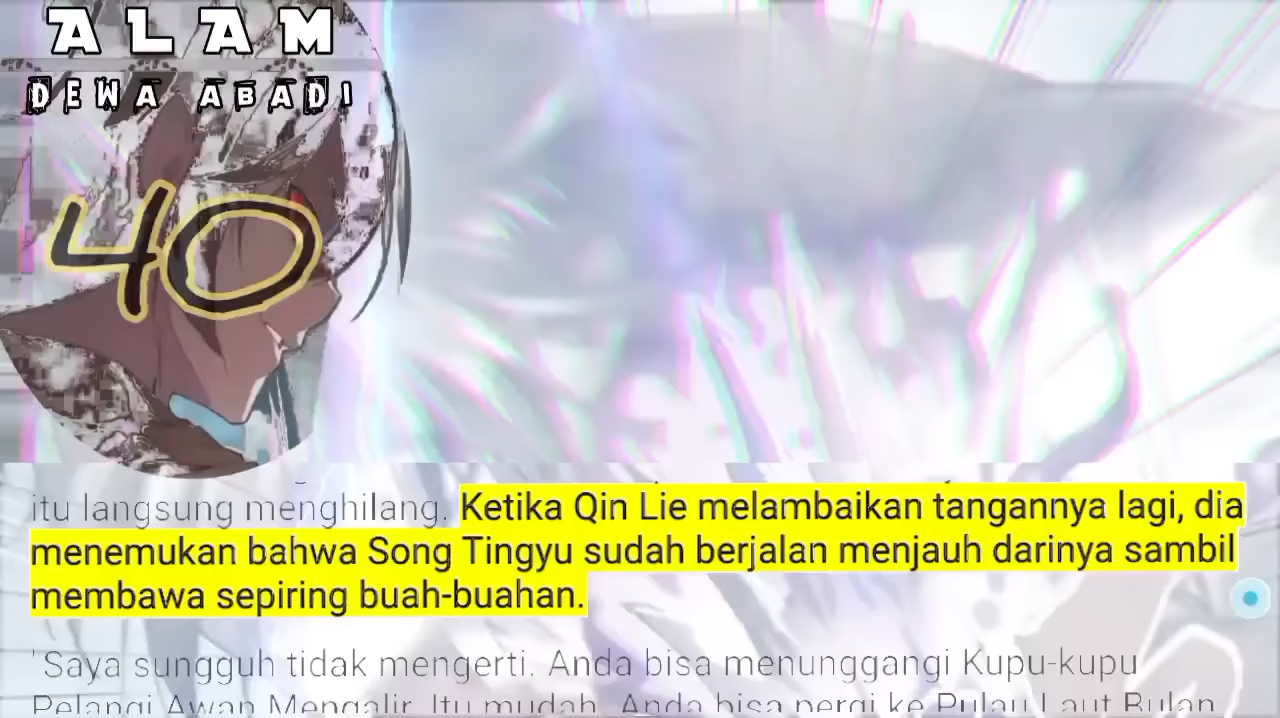 ALAM
DEWA ABADI
40
itu langsung menghilang. Ketika Qin Lie melambaikan tangannya lagi, dia
menemukan bahwa Song Tingyu sudah berjalan menjauh darinya sambil
membawa sepiring buah-buahan.
"Saya sungguh tidak mengerti. Anda bisa menunggangi Kupu-kupu
Pelangi Awan Mengalir. Itu mudah. Anda bisa pergi ke Pulau Laut Bulan